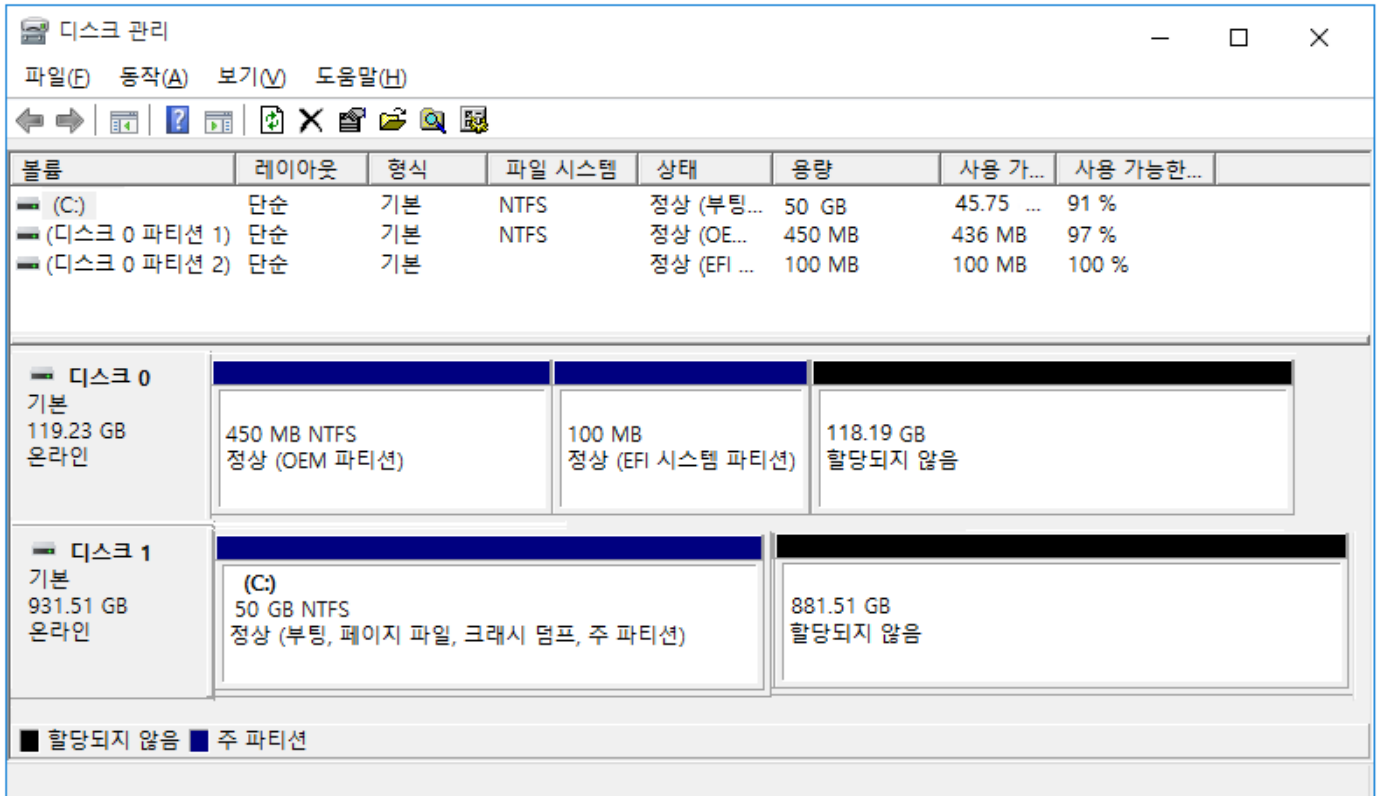 디스크 관리
파일(F) 동작(A) 보기(V) 도움말(H)
볼륨 레이아웃 형식 파일 시스템 상태 용량 사용 가... 사용 가능한...
(C:) 단순 기본 NTFS 정상 (부팅... 50 GB 45.75 ... 91 %
(디스크 0 파티션 1) 단순 기본 NTFS 정상 (OE... 450 MB 436 MB 97 %
(디스크 0 파티션 2) 단순 기본 정상 (EFI ... 100 MB 100 MB 100 %
디스크 0
기본
119.23 GB
온라인
450 MB NTFS
정상 (OEM 파티션)
100 MB
정상 (EFI 시스템 파티션)
118.19 GB
할당되지 않음
디스크 1
기본
931.51 GB
온라인
(C:)
50 GB NTFS
정상 (부팅, 페이지 파일, 크래시 덤프, 주 파티션)
881.51 GB
할당되지 않음
할당되지 않음 주 파티션